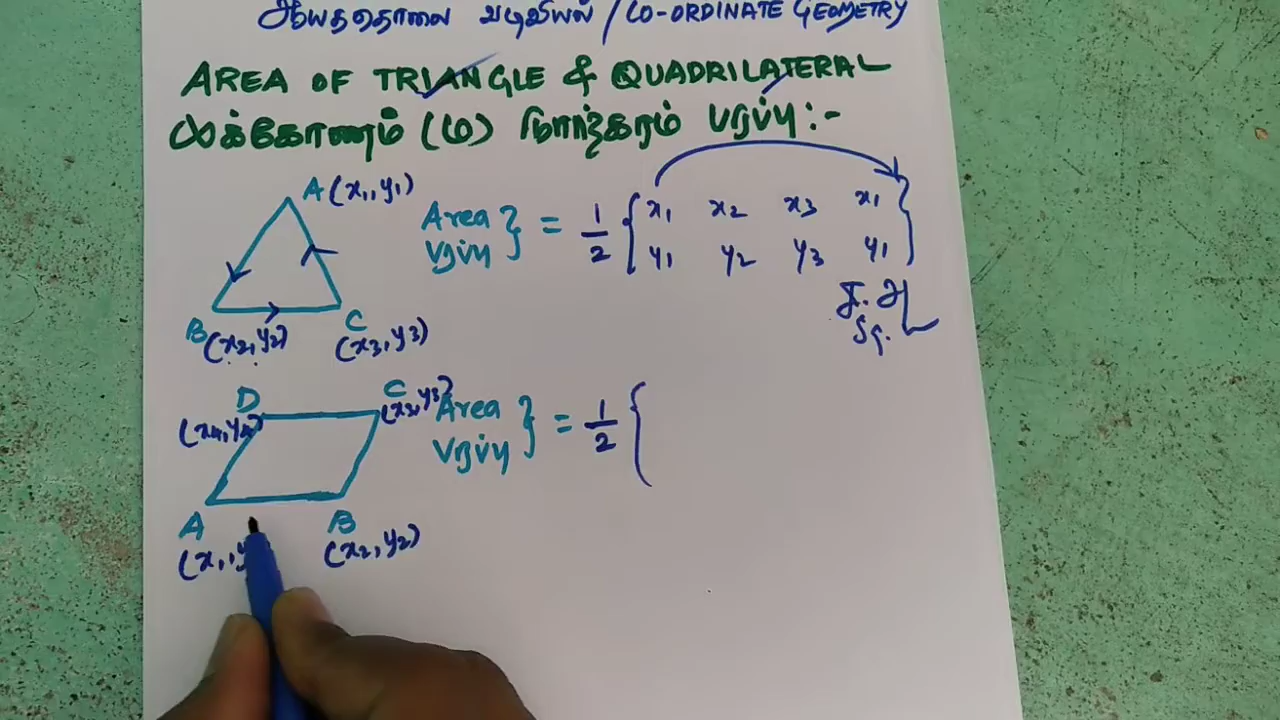 ஆயத்தொலை வடிவியல் / CO-ORDINATE GEOMETRY
AREA OF TRIANGLE & QUADRILATERAL
முக்கோணம் (ம) நாற்கரம் பரப்பு :-
A (x₁, y₁)
B (x₂, y₂)
C (x₃, y₃)
Area
பரப்பு } = 1/2 { x₁ x₂ x₃ x₁
y₁ y₂ y₃ y₁ }
ச.அ
Sq.
D (x₄, y₄)
C (x₃, y₃)
A (x₁, y
B (x₂, y₂)
Area
பரப்பு } = 1/2 {